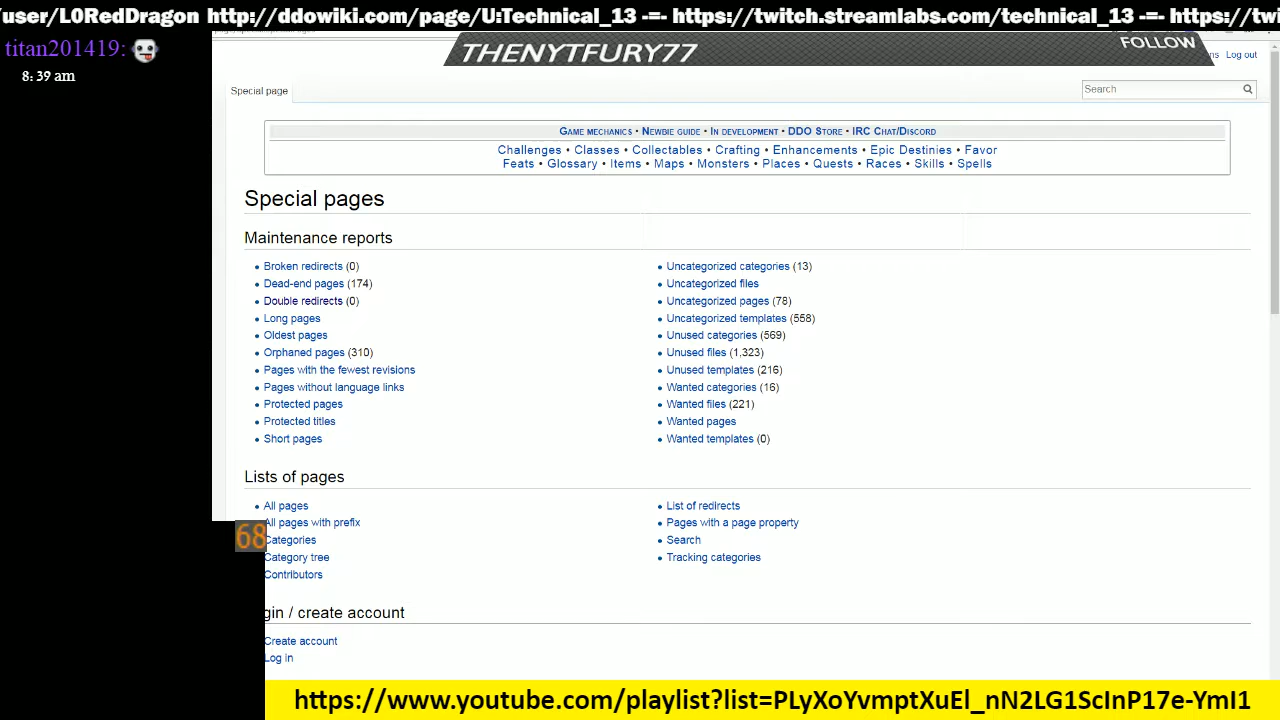 /user/L0RedDragon http://ddowiki.com/page/U:Technical_13 -=- https://twitch.streamlabs.com/technical_13 -=- https://twi
titan201419:
8:39 am
THENYTFURY77
FOLLOW
ns Log out
Special page
Search
GAME MECHANICS • NEWBIE GUIDE • IN DEVELOPMENT • DDO STORE • IRC CHAT/DISCORD
Challenges • Classes • Collectables • Crafting • Enhancements • Epic Destinies • Favor
Feats • Glossary • Items • Maps • Monsters • Places • Quests • Races • Skills • Spells
Special pages
Maintenance reports
Broken redirects (0)
Dead-end pages (174)
Double redirects (0)
Long pages
Oldest pages
Orphaned pages (310)
Pages with the fewest revisions
Pages without language links
Protected pages
Protected titles
Short pages
Uncategorized categories (13)
Uncategorized files
Uncategorized pages (78)
Uncategorized templates (558)
Unused categories (569)
Unused files (1,323)
Unused templates (216)
Wanted categories (16)
Wanted files (221)
Wanted pages
Wanted templates (0)
Lists of pages
All pages
All pages with prefix
Categories
Category tree
Contributors
List of redirects
Pages with a page property
Search
Tracking categories
68
gin / create account
Create account
Log in
https://www.youtube.com/playlist?list=PLyXoYvmptXuEl_nN2LG1ScInP17e-YmI1